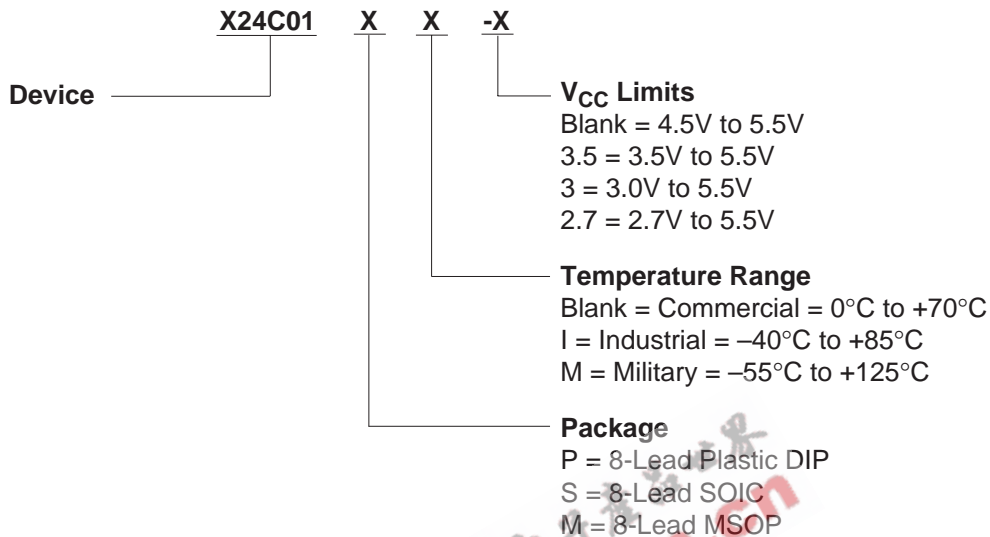 X24C01 X X -X
Device
V_CC Limits
Blank = 4.5V to 5.5V
3.5 = 3.5V to 5.5V
3 = 3.0V to 5.5V
2.7 = 2.7V to 5.5V
Temperature Range
Blank = Commercial = 0°C to +70°C
I = Industrial = –40°C to +85°C
M = Military = –55°C to +125°C
Package
P = 8-Lead Plastic DIP
S = 8-Lead SOIC
M = 8-Lead MSOP